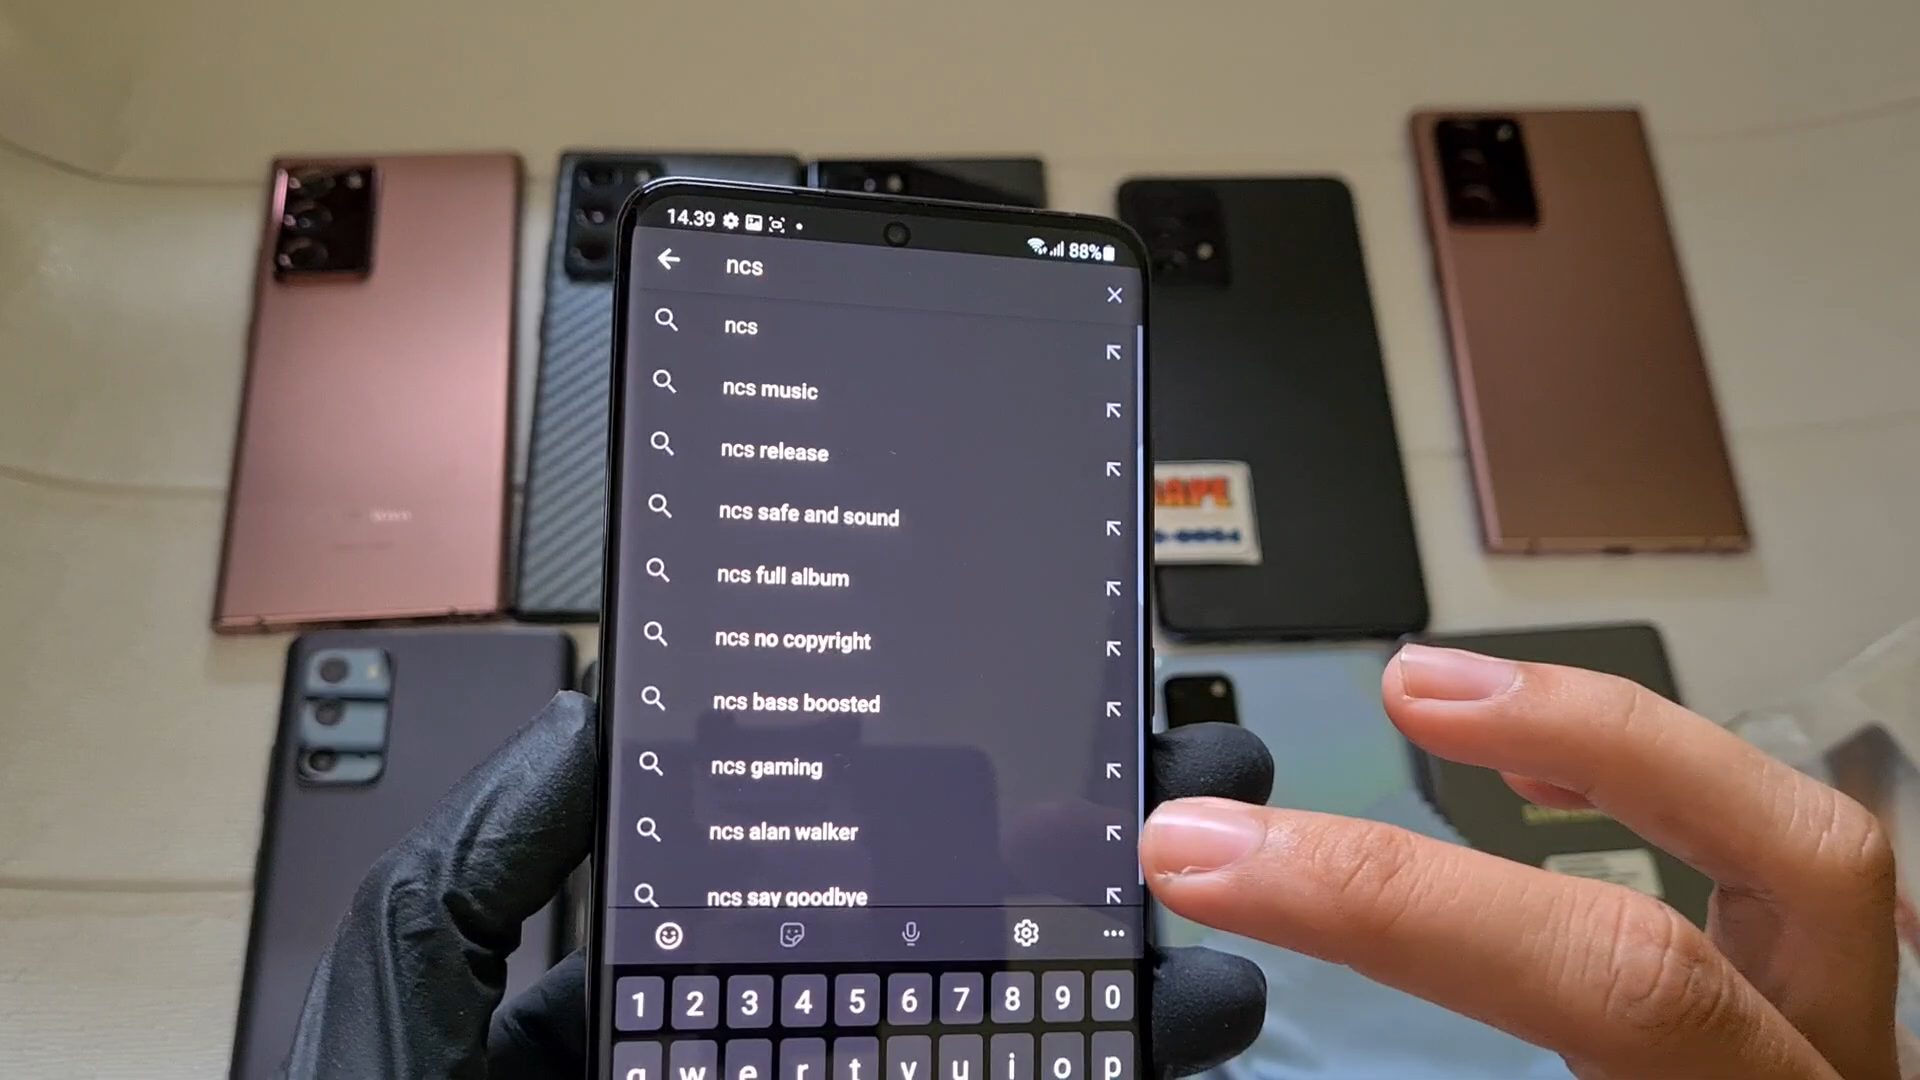 14.39 88%
ncs
ncs
ncs music
ncs release
ncs safe and sound
ncs full album
ncs no copyright
ncs bass boosted
ncs gaming
ncs alan walker
ncs say goodbye
1 2 3 4 5 6 7 8 9 0
q w e r t y u i o p